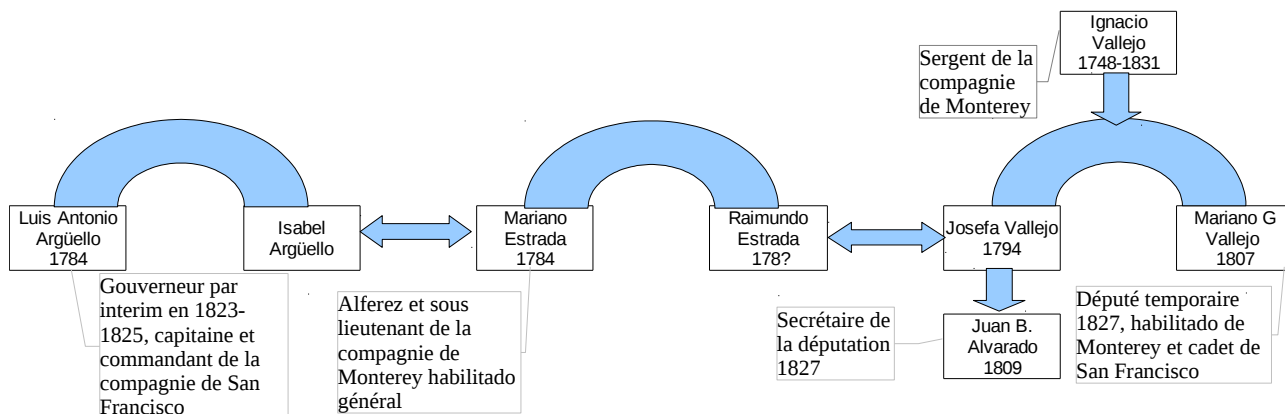 Ignacio
Vallejo
1748-1831
Sergent de la
compagnie
de Monterey
Luis Antonio
Argüello
1784
Isabel
Argüello
Mariano
Estrada
1784
Raimundo
Estrada
178?
Josefa Vallejo
1794
Mariano G
Vallejo
1807
Gouverneur par
interim en 1823-
1825, capitaine et
commandant de la
compagnie de San
Francisco
Alferez et sous
lieutenant de la
compagnie de
Monterey habilitado
général
Secrétaire de
la députation
1827
Juan B.
Alvarado
1809
Député temporaire
1827, habilitado de
Monterey et cadet de
San Francisco